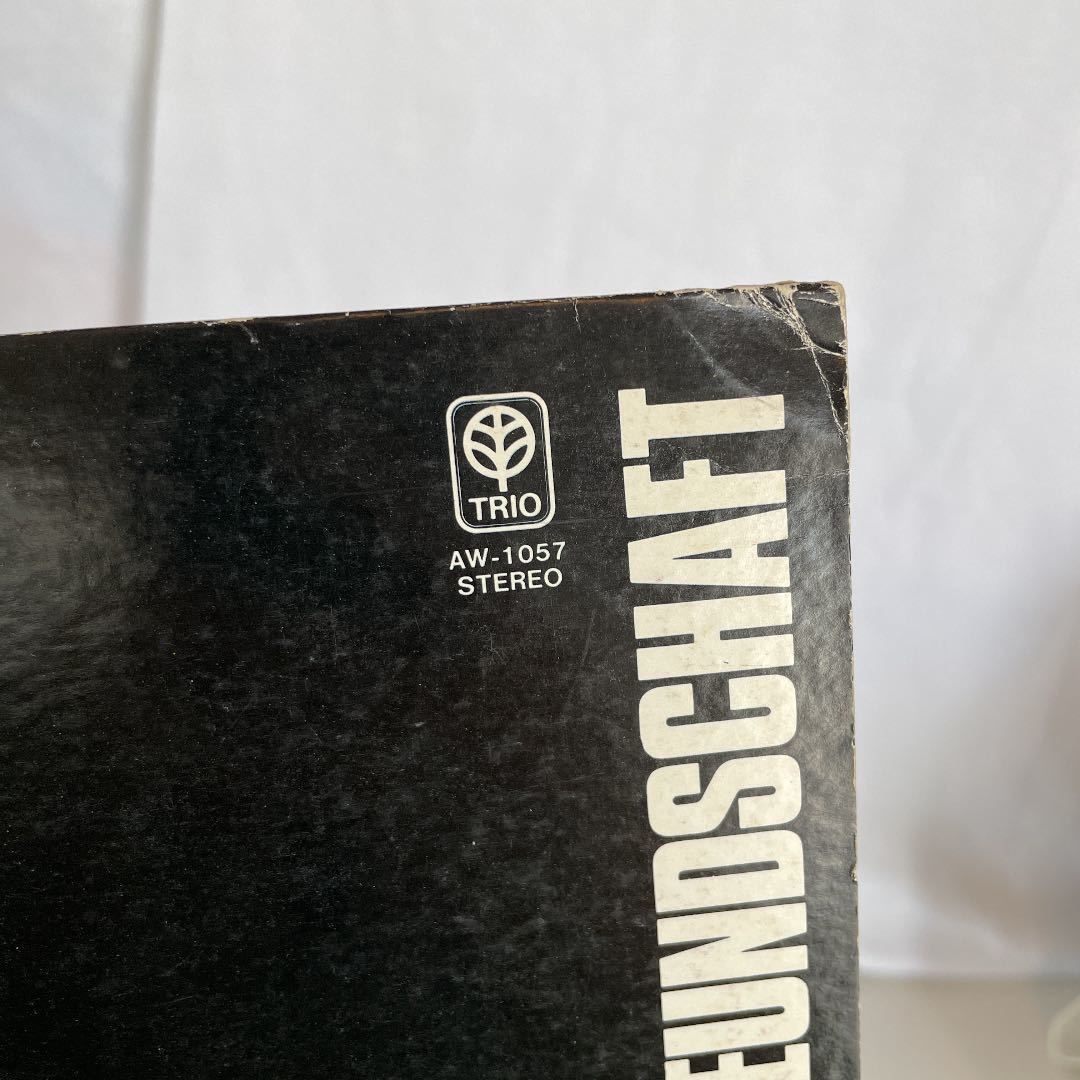 TRIO
AW-1057
STEREO
EUNDSCHAFT